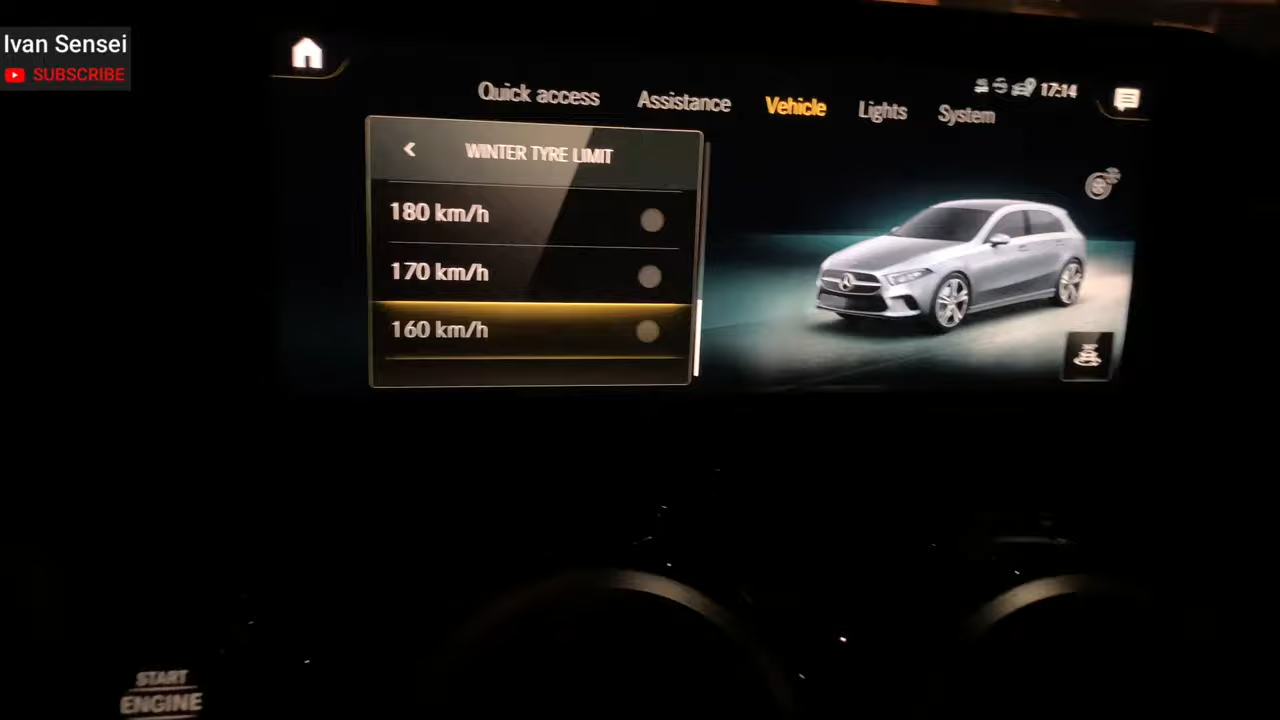 Ivan Sensei
SUBSCRIBE
17:14
Quick access
Assistance
Vehicle
Lights
System
WINTER TYRE LIMIT
180 km/h
170 km/h
160 km/h
START
ENGINE